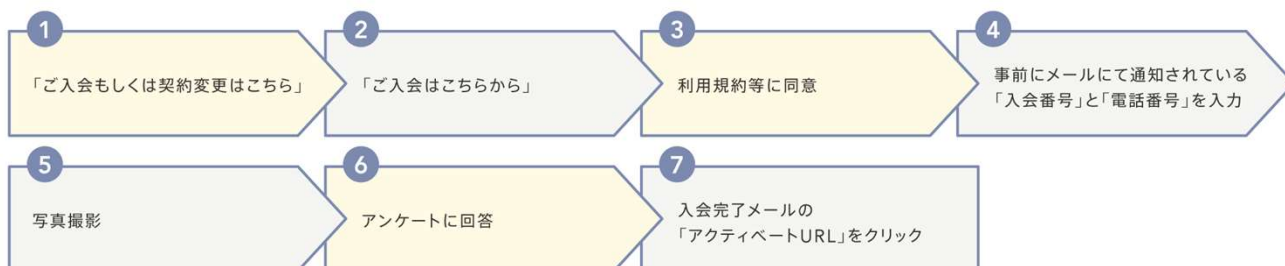 1
「ご入会もしくは契約変更はこちら」
2
「ご入会はこちらから」
3
利用規約等に同意
4
事前にメールにて通知されている
「入会番号」と「電話番号」を入力
5
写真撮影
6
アンケートに回答
7
入会完了メールの
「アクティベートURL」をクリック